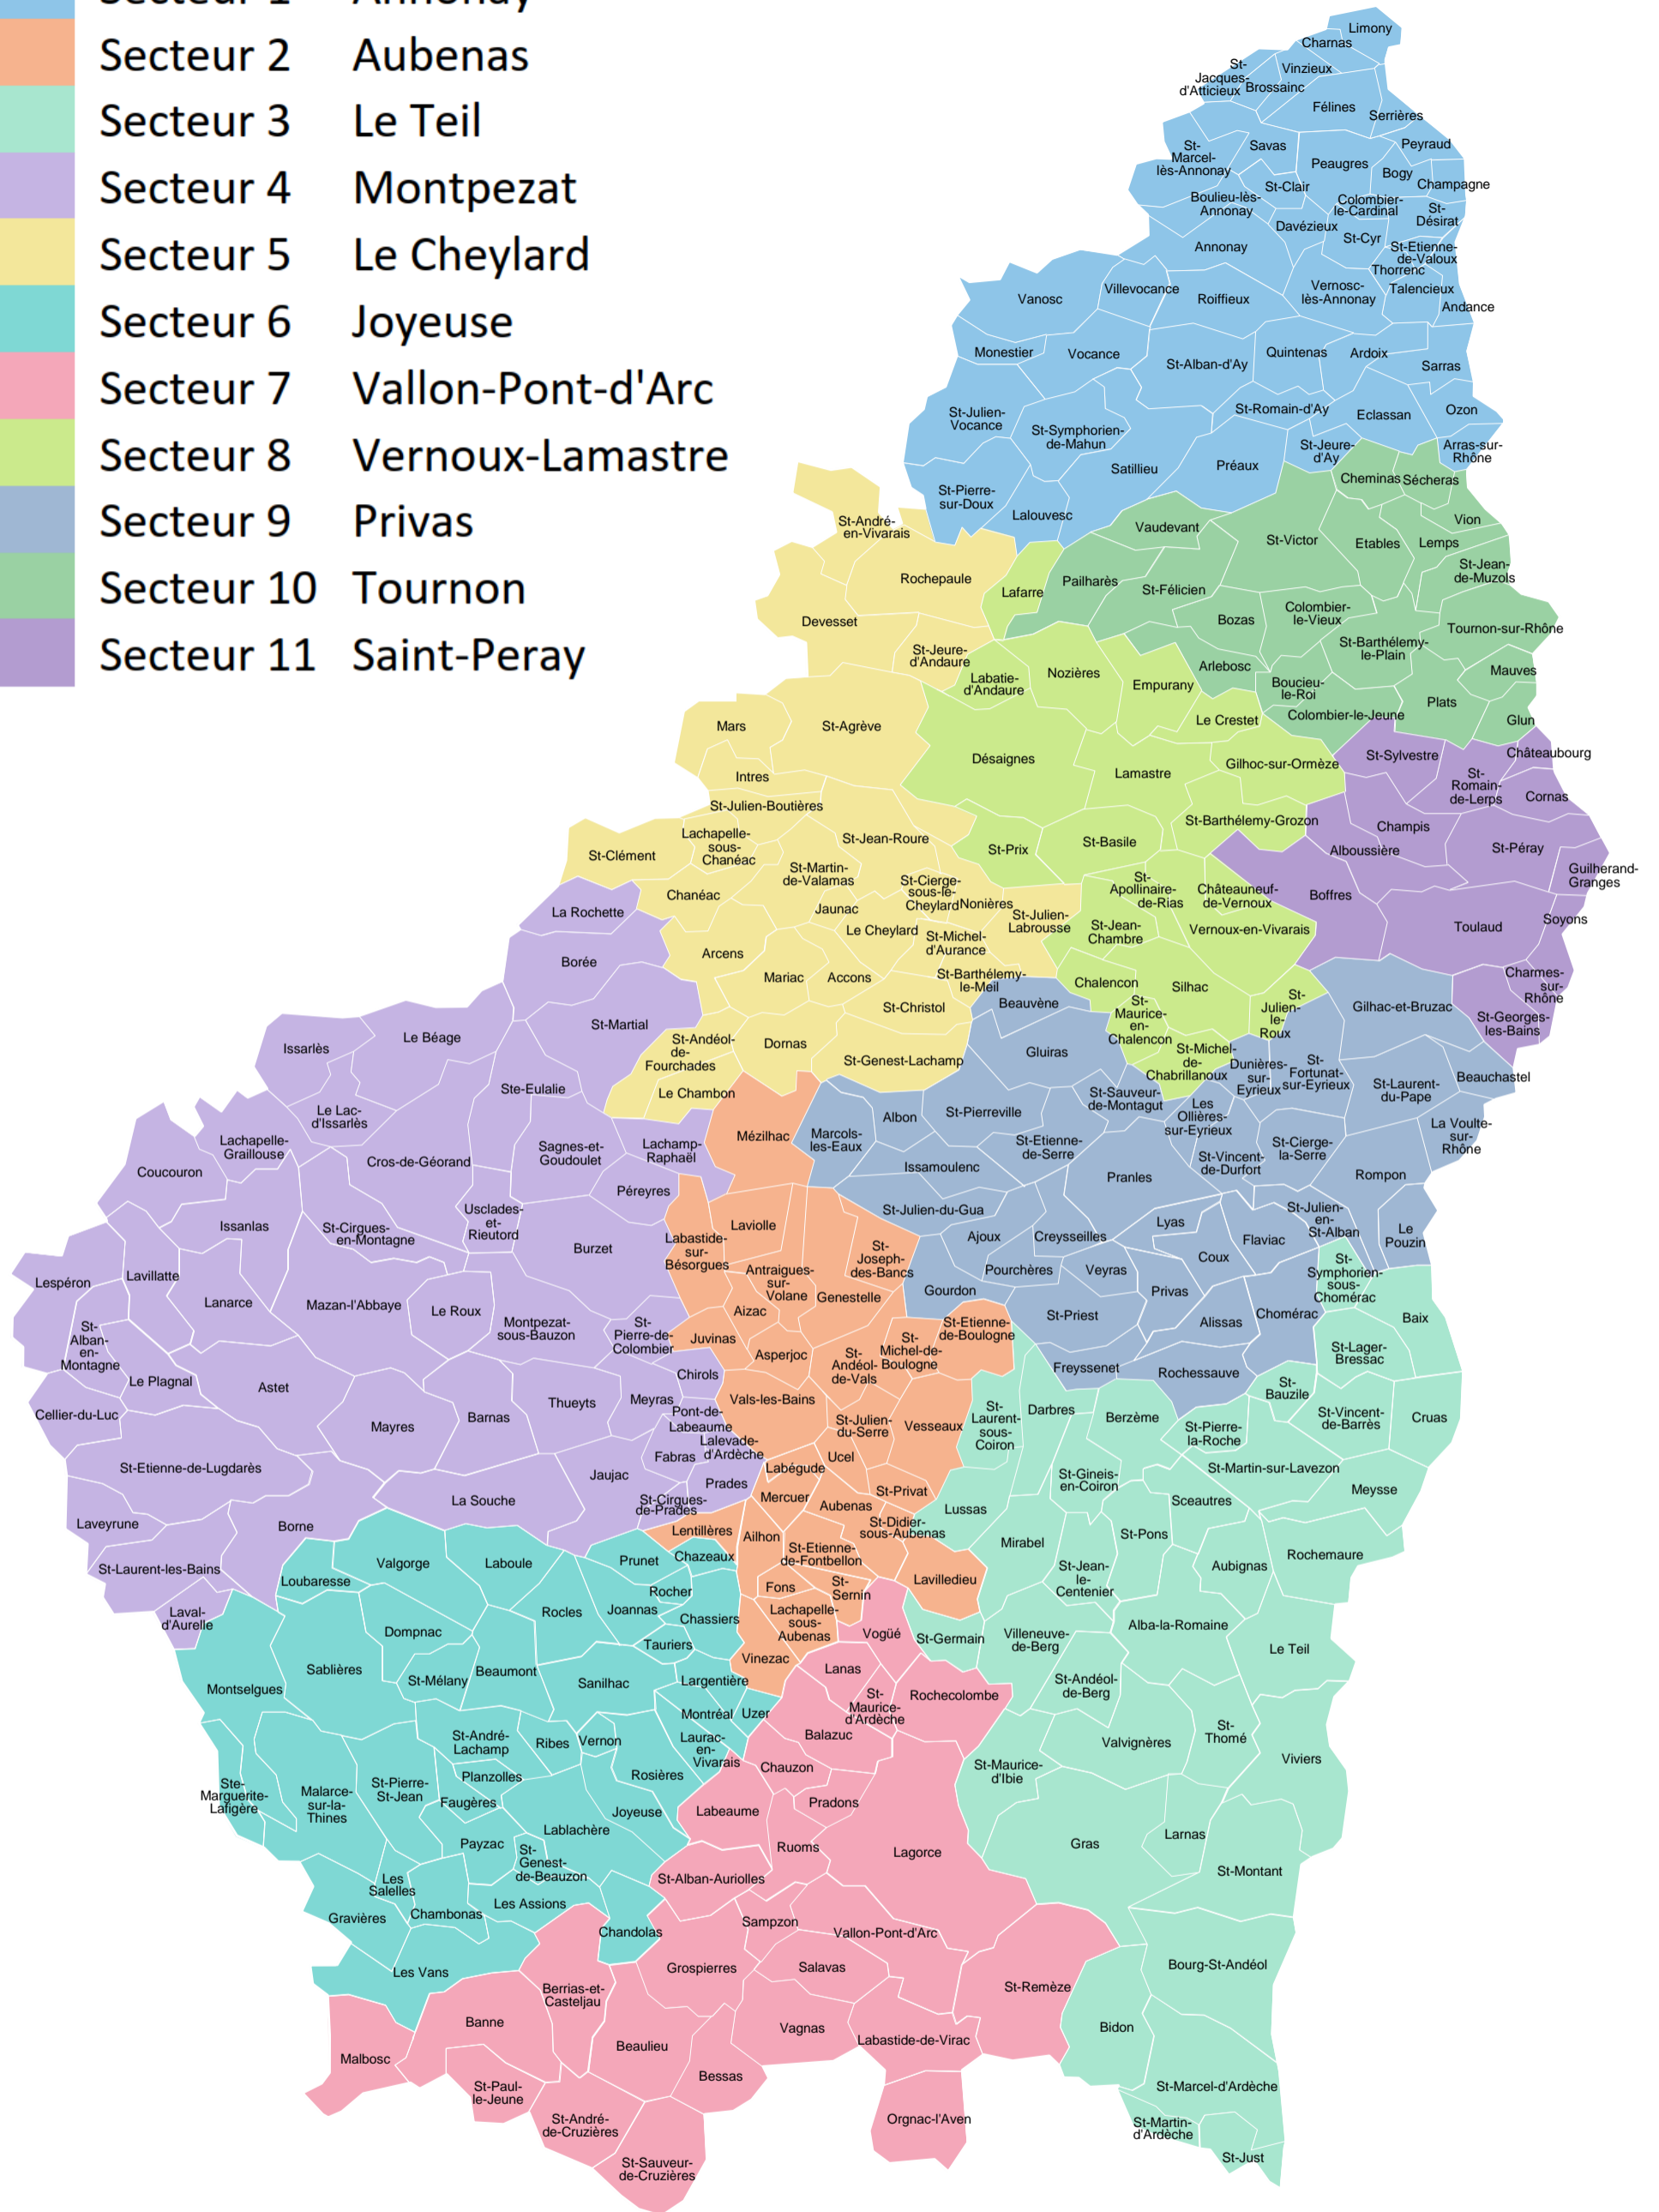 Secteur 1 Annonay
Secteur 2 Aubenas
Secteur 3 Le Teil
Secteur 4 Montpezat
Secteur 5 Le Cheylard
Secteur 6 Joyeuse
Secteur 7 Vallon-Pont-d'Arc
Secteur 8 Vernoux-Lamastre
Secteur 9 Privas
Secteur 10 Tournon
Secteur 11 Saint-Peray
Limony
Charnas
St-
Jacques-
d'Atticieux
Vinzieux
Brossainc
Félines
Serrières
St-
Marcel-
lès-Annonay
Savas
Peaugres
Peyraud
Bogy
Champagne
St-Clair
Boulieu-lès-
Annonay
Colombier-
le-Cardinal
St-
Désirat
Davézieux
St-Cyr
Annonay
St-Etienne-
de-Valoux
Thorrenc
Vanosc
Villevocance
Roiffieux
Vernosc-
lès-Annonay
Talencieux
Andance
Monestier
Vocance
St-Alban-d'Ay
Quintenas
Ardoix
Sarras
St-Julien-
Vocance
St-Symphorien-
de-Mahun
St-Romain-d'Ay
Eclassan
Ozon
St-Jeure-
d'Ay
Arras-sur-
Rhône
Satillieu
Préaux
St-Pierre-
sur-Doux
Lalouvesc
Cheminas
Sécheras
St-André-
en-Vivarais
Vaudevant
St-Victor
Etables
Lemps
Vion
Rochepaule
Lafarre
Pailharès
St-Félicien
St-Jean-
de-Muzols
Devesset
Bozas
Colombier-
le-Vieux
St-Barthélemy-
le-Plain
Tournon-sur-Rhône
St-Jeure-
d'Andaure
Labatie-
d'Andaure
Nozières
Empurany
Arlebosc
Boucieu-
le-Roi
Mauves
Plats
Mars
St-Agrève
Le Crestet
Colombier-le-Jeune
Glun
Intres
Désaignes
Lamastre
Gilhoc-sur-Ormèze
St-Sylvestre
Châteaubourg
St-
Romain-
de-Lerps
Cornas
St-Julien-Boutières
Lachapelle-
sous-
Chanéac
St-Jean-Roure
St-Barthélemy-Grozon
Champis
St-Clément
St-Prix
St-Basile
Alboussière
St-Péray
Guilherand-
Granges
St-Martin-
de-Valamas
Chanéac
St-Cierge-
sous-le-
Cheylard
Nonières
St-
Apollinaire-
de-Rias
Châteauneuf-
de-Vernoux
Boffres
La Rochette
Jaunac
St-Julien-
Labrousse
Le Cheylard
St-Michel-
d'Aurance
St-Jean-
Chambre
Vernoux-en-Vivarais
Toulaud
Soyons
Borée
Arcens
Mariac
Accons
St-Barthélemy-
le-Meil
Chalencon
Silhac
Charmes-
sur-
Rhône
St-Christol
Beauvène
St-
Maurice-
en-
Chalencon
St-
Julien-
le-
Roux
Gilhac-et-Bruzac
St-Georges-
les-Bains
St-Martial
Issarlès
Le Béage
St-Andéol-
de-
Fourchades
Dornas
St-Genest-Lachamp
Gluiras
St-Michel-
de-
Chabrillanoux
Dunières-
sur-
Eyrieux
St-
Fortunat-
sur-Eyrieux
Beauchastel
St-Laurent-
du-Pape
Ste-Eulalie
Le Chambon
St-Sauveur-
de-Montagut
Les
Ollières-
sur-Eyrieux
Le Lac-
d'Issarlès
Albon
St-Pierreville
Marcols-
les-Eaux
Mézilhac
La Voulte-
sur-
Rhône
Lachapelle-
Graillouse
Cros-de-Géorand
Sagnes-et-
Goudoulet
Lachamp-
Raphaël
St-Etienne-
de-Serre
St-Cierge-
la-Serre
Coucouron
Issamoulenc
Pranles
St-Vincent-
de-Durfort
Rompon
Péreyres
Issanlas
St-Cirgues-
en-Montagne
Usclades-
et-
Rieutord
Laviolle
St-Julien-du-Gua
Lyas
St-Julien-
en-
St-Alban
Le
Pouzin
Burzet
Labastide-
sur-
Bésorgues
St-
Joseph-
des-Bancs
Ajoux
Creysseilles
Coux
Flaviac
Lespéron
Lavillatte
Antraigues-
sur-
Volane
Pourchères
Veyras
St-
Symphorien-
sous-
Chomérac
Lanarce
Mazan-l'Abbaye
Le Roux
Genestelle
Gourdon
Privas
Aizac
St-Priest
Alissas
Chomérac
Baix
St-
Alban-
en-
Montagne
Montpezat-
sous-Bauzon
St-
Pierre-de-
Colombier
Juvinas
St-Etienne-
de-Boulogne
St-
Michel-de-
Boulogne
St-Lager-
Bressac
Asperjoc
St-
Andéol-
de-Vals
Freyssenet
Rochessauve
Le Plagnal
Astet
Chirols
St-
Bauzile
Cellier-du-Luc
Mayres
Barnas
Thueyts
Meyras
Vals-les-Bains
Pont-de-
Labeaume
St-Julien-
du-Serre
Vesseaux
St-
Laurent-
sous-
Coiron
Darbres
Berzème
St-Pierre-
la-Roche
St-Vincent-
de-Barrès
Cruas
Lalevade-
d'Ardèche
Fabras
Ucel
St-Etienne-de-Lugdarès
Jaujac
Prades
Labégude
St-Gineis-
en-Coiron
St-Martin-sur-Lavezon
Meysse
La Souche
St-Cirgues-
de-Prades
Mercuer
Aubenas
St-Privat
Lussas
Sceautres
Laveyrune
Borne
Lentillères
Ailhon
St-Didier-
sous-Aubenas
Mirabel
St-Pons
St-Etienne-
de-Fontbellon
Rochemaure
Aubignas
St-Laurent-les-Bains
Loubaresse
Valgorge
Laboule
Prunet
Chazeaux
Fons
St-
Sernin
Lavilledieu
St-Jean-
le-
Centenier
Rocher
Laval-
d'Aurelle
Rocles
Joannas
Chassiers
Lachapelle-
sous-
Aubenas
Vogüé
St-Germain
Villeneuve-
de-Berg
Alba-la-Romaine
Dompnac
Tauriers
Le Teil
Sablières
Beaumont
Vinezac
Lanas
St-Mélany
Sanilhac
Largentière
St-Andéol-
de-Berg
Montselgues
St-
Maurice-
d'Ardèche
Rochecolombe
Montréal
Uzer
Balazuc
St-
Thomé
Valvignères
St-André-
Lachamp
Ribes
Vernon
Laurac-
en-
Vivarais
Chauzon
St-Maurice-
d'Ibie
Viviers
Ste-
Marguerite-
Lafigère
Malarce-
sur-la-
Thines
St-Pierre-
St-Jean
Planzolles
Rosières
Faugères
Joyeuse
Labeaume
Pradons
Lablachère
Larnas
Payzac
Ruoms
Lagorce
Gras
St-
Genest-
de-Beauzon
St-Montant
Les
Salelles
St-Alban-Auriolles
Gravières
Chambonas
Les Assions
Chandolas
Sampzon
Vallon-Pont-d'Arc
Les Vans
Grospierres
Salavas
Bourg-St-Andéol
Berrias-et-
Casteljau
St-Remèze
Banne
Vagnas
Bidon
Labastide-de-Virac
Malbosc
Beaulieu
Bessas
St-Paul-
le-Jeune
St-Marcel-d'Ardèche
St-André-
de-Cruzières
Orgnac-l'Aven
St-Martin-
d'Ardèche
St-Sauveur-
de-Cruzières
St-Just